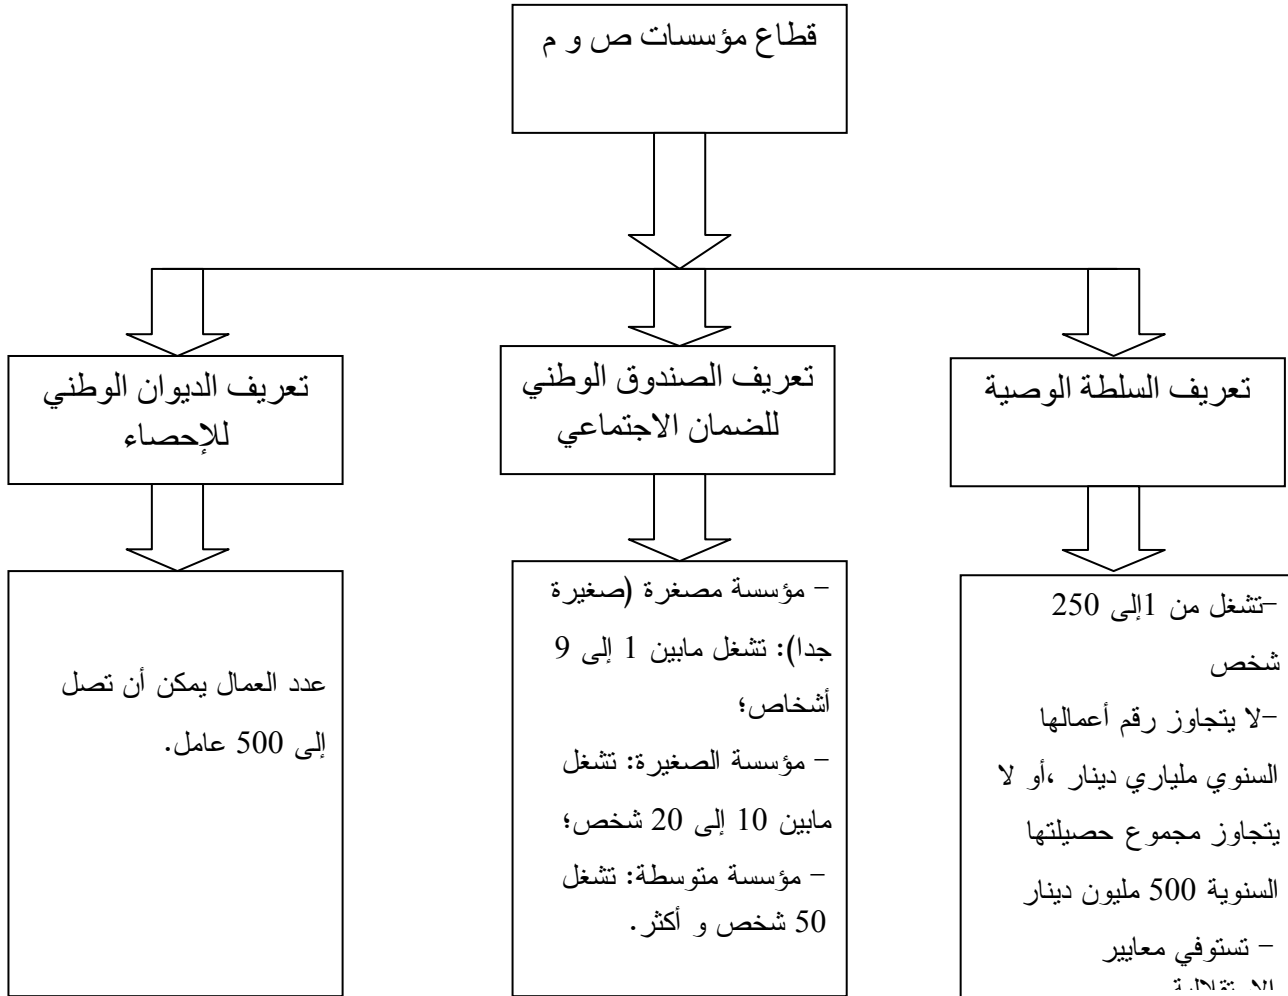 قطاع مؤسسات ص و م
تعريف السلطة الوصية
تعريف الصندوق الوطني
للضمان الاجتماعي
تعريف الديوان الوطني
للإحصاء
-تشغل من 1إلى 250
شخص
-لا يتجاوز رقم أعمالها
السنوي ملياري دينار ،أو لا
يتجاوز مجموع حصيلتها
السنوية 500 مليون دينار
- تستوفي معايير
الاستقلالية
- مؤسسة مصغرة (صغيرة
جدا): تشغل مابين 1 إلى 9
أشخاص؛
- مؤسسة الصغيرة: تشغل
مابين 10 إلى 20 شخص؛
- مؤسسة متوسطة: تشغل
50 شخص و أكثر.
عدد العمال يمكن أن تصل
إلى 500 عامل.